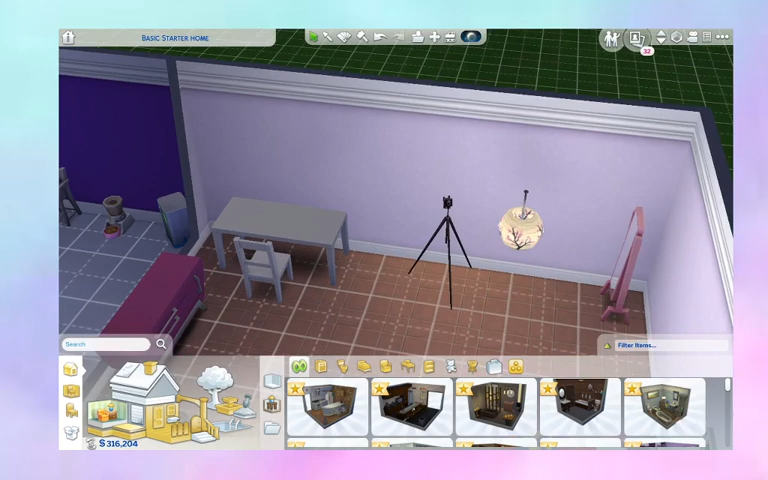 BASIC STARTER HOME
32
Search
Filter Items...
§ 316,204